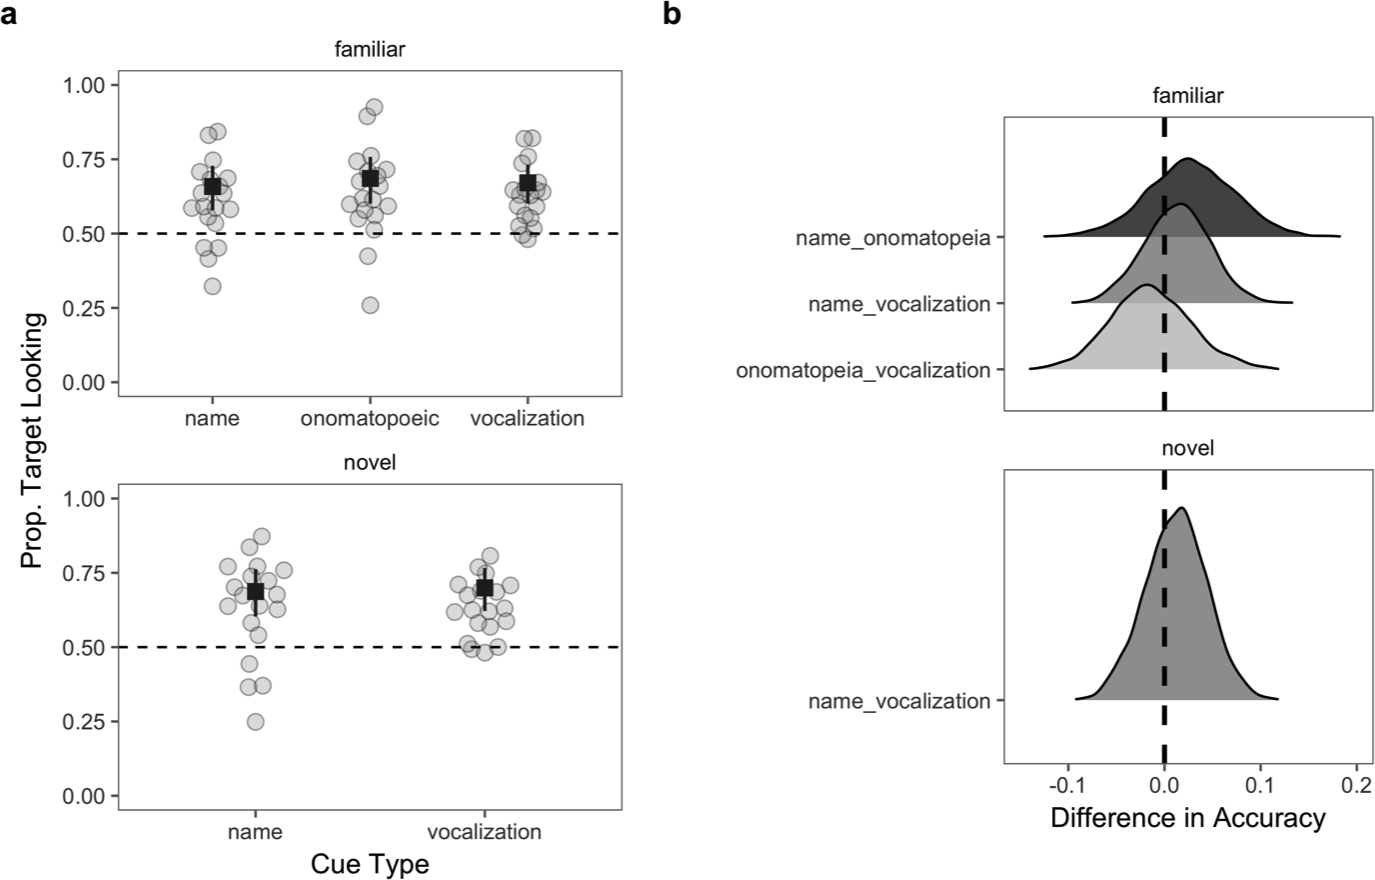 a
familiar
1.00
0.75
0.50
0.25
0.00
name onomatopoeic vocalization
novel
1.00
0.75
0.50
0.25
0.00
name vocalization
Cue Type
Prop. Target Looking
b
familiar
name_onomatopeia
name_vocalization
onomatopeia_vocalization
novel
name_vocalization
-0.1 0.0 0.1 0.2
Difference in Accuracy